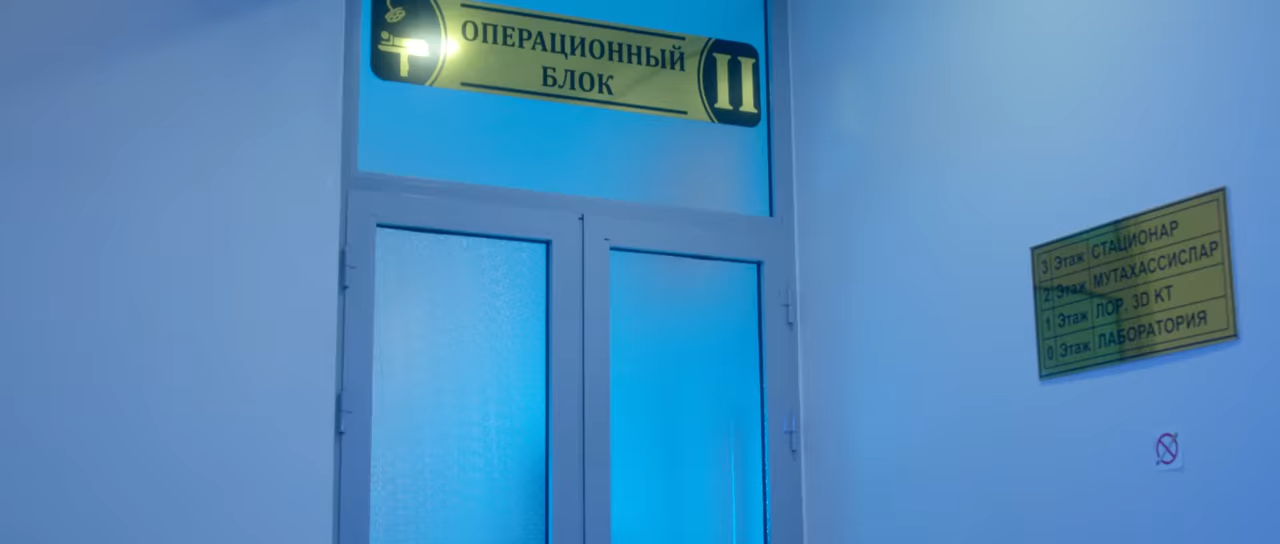 ОПЕРАЦИОННЫЙ
БЛОК
II
3 Этаж СТАЦИОНАР
2 Этаж МУТАХАССИСЛАР
1 Этаж ЛОР, 3D КТ
0 Этаж ЛАБОРАТОРИЯ